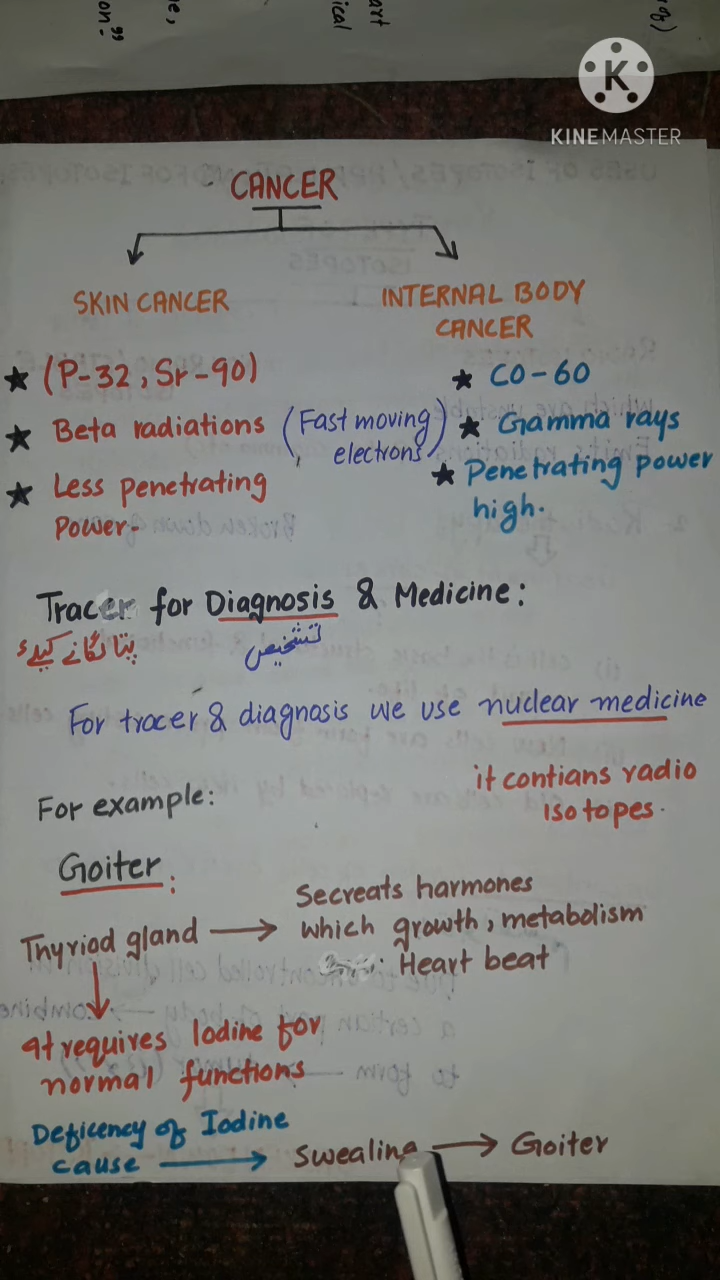 KINEMASTER
CANCER
SKIN CANCER
INTERNAL BODY
CANCER
★ (P-32, Sr-90)
★ Beta radiations (Fast moving
electrons)
★ Less penetrating
Power-
★ CO-60
★ Gamma rays
★ Penetrating power
high.
Tracer for Diagnosis & Medicine:
پتا لگانے کیلئے
تشخیص
For tracer & diagnosis we use nuclear medicine
it contians radio
isotopes.
For example:
Goiter:
Thyriod gland → Secreats harmones
which growth, metabolism
Heart beat
It requires Iodine for
normal functions
Deficency of Iodine
cause → Swealing → Goiter